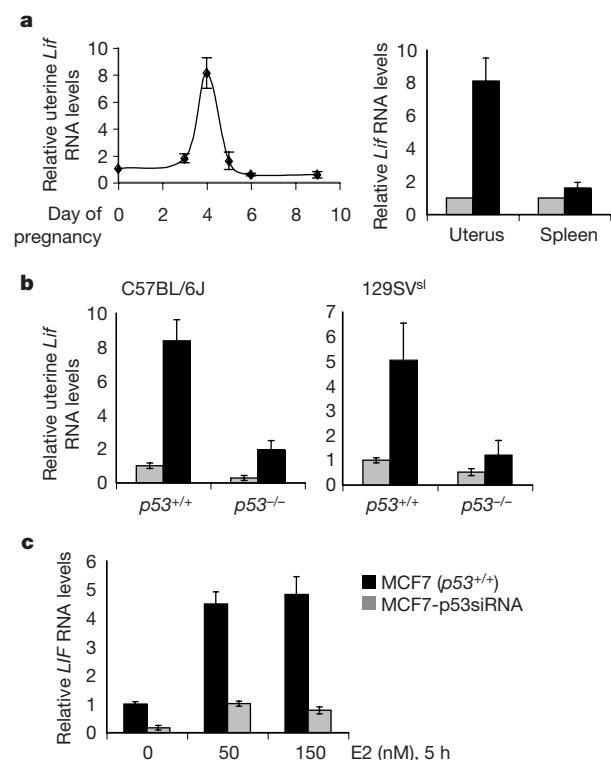 a
Relative uterine Lif
RNA levels
10
8
6
4
2
0
0 2 4 6 8 10
Day of
pregnancy
Relative Lif RNA levels
10
8
6
4
2
0
Uterus Spleen
b
C57BL/6J
Relative uterine Lif
RNA levels
10
8
6
4
2
0
p53+/+ p53–/–
129SVsl
7
6
5
4
3
2
1
0
p53+/+ p53–/–
c
Relative LIF RNA levels
6
5
4
3
2
1
0
0 50 150 E2 (nM), 5 h
MCF7 (p53+/+)
MCF7-p53siRNA